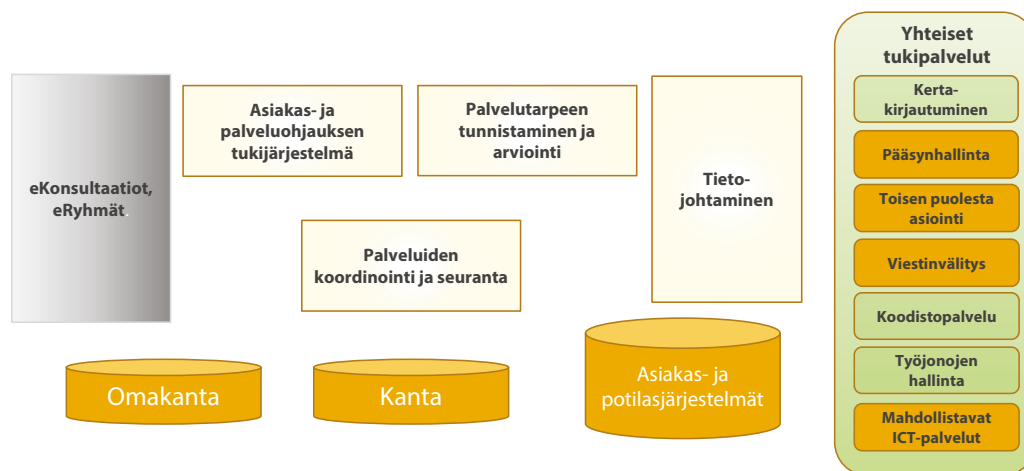 eKonsultaatiot,
eRyhmät.
Asiakas- ja
palveluohjauksen
tukijärjestelmä
Palvelutarpeen
tunnistaminen ja
arviointi
Palveluiden
koordinointi ja seuranta
Tieto-
johtaminen
Omakanta
Kanta
Asiakas- ja
potilasjärjestelmät
Yhteiset
tukipalvelut
Kerta-
kirjautuminen
Pääsynhallinta
Toisen puolesta
asiointi
Viestinvälitys
Koodistopalvelu
Työjonojen
hallinta
Mahdollistavat
ICT-palvelut